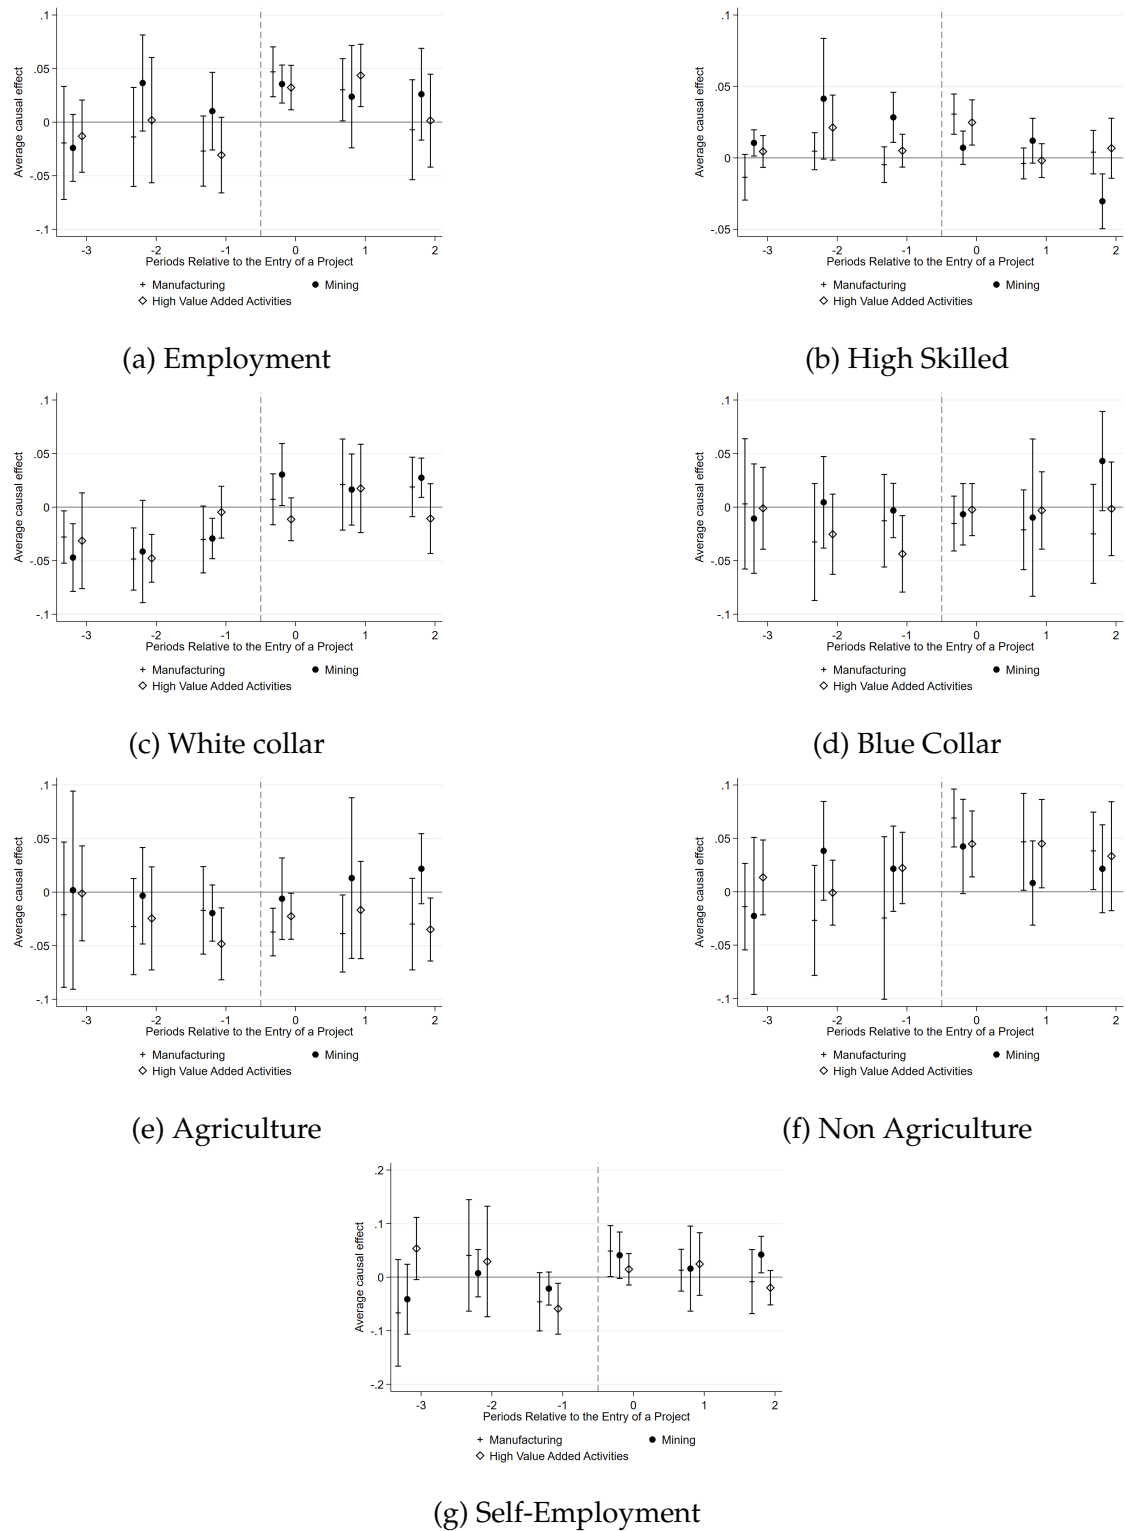 Average causal effect
.1
.05
0
-.05
-.1
-3 -2 -1 0 1 2
Periods Relative to the Entry of a Project
Manufacturing Mining
High Value Added Activities
(a) Employment
Average causal effect
.1
.05
0
-.05
-3 -2 -1 0 1 2
Periods Relative to the Entry of a Project
Manufacturing Mining
High Value Added Activities
(b) High Skilled
Average causal effect
.1
.05
0
-.05
-.1
-3 -2 -1 0 1 2
Periods Relative to the Entry of a Project
Manufacturing Mining
High Value Added Activities
(c) White collar
Average causal effect
.1
.05
0
-.05
-.1
-3 -2 -1 0 1 2
Periods Relative to the Entry of a Project
Manufacturing Mining
High Value Added Activities
(d) Blue Collar
Average causal effect
.1
.05
0
-.05
-.1
-3 -2 -1 0 1 2
Periods Relative to the Entry of a Project
Manufacturing Mining
High Value Added Activities
(e) Agriculture
Average causal effect
.1
.05
0
-.05
-.1
-3 -2 -1 0 1 2
Periods Relative to the Entry of a Project
Manufacturing Mining
High Value Added Activities
(f) Non Agriculture
Average causal effect
.2
.1
0
-.1
-.2
-3 -2 -1 0 1 2
Periods Relative to the Entry of a Project
Manufacturing Mining
High Value Added Activities
(g) Self-Employment